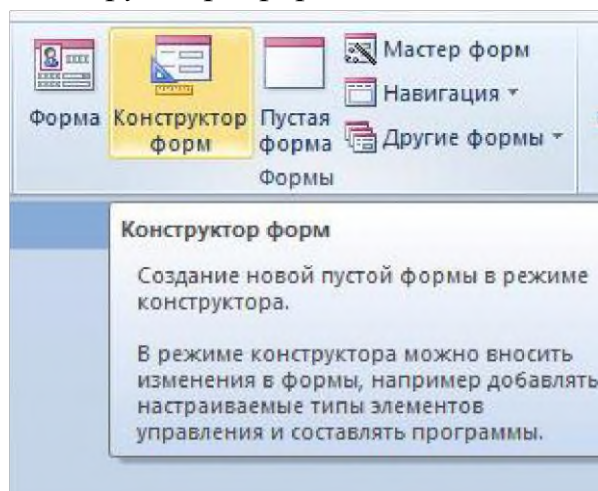 Форма
Конструктор
форм
Пустая
форма
Мастер форм
Навигация
Другие формы
Формы
Конструктор форм
Создание новой пустой формы в режиме
конструктора.
В режиме конструктора можно вносить
изменения в формы, например добавлять
настраиваемые типы элементов
управления и составлять программы.